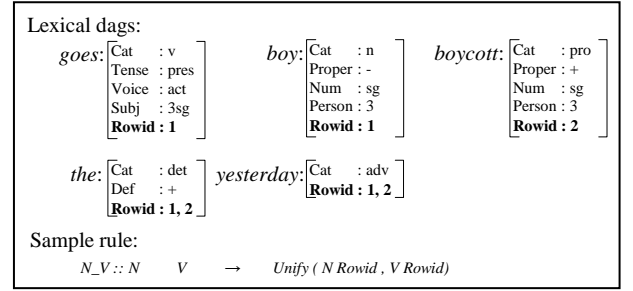 Lexical dags:
goes: Cat : v boy: Cat : n boycott: Cat : pro
Tense : pres Proper : - Proper : +
Voice : act Num : sg Num : sg
Subj : 3sg Person : 3 Person : 3
Rowid : 1 Rowid : 1 Rowid : 2
the: Cat : det yesterday: Cat : adv
Def : + Rowid : 1, 2
Rowid : 1, 2
Sample rule:
N_V :: N V → Unify ( N Rowid , V Rowid)